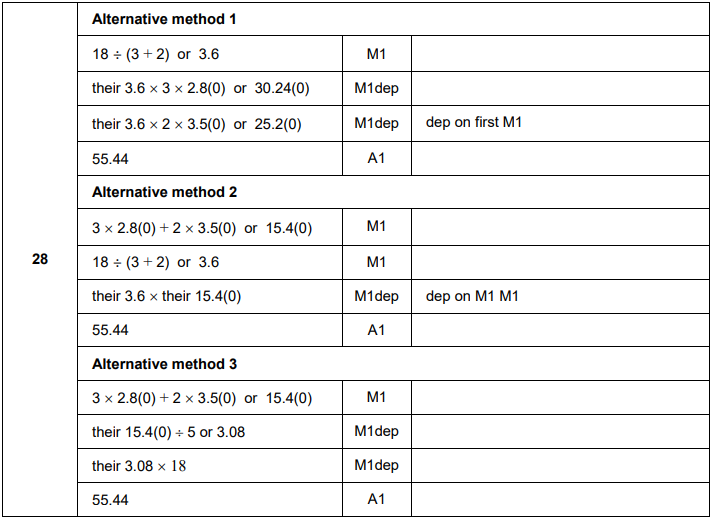 28
Alternative method 1
18 ÷ (3 + 2) or 3.6 M1
their 3.6 × 3 × 2.8(0) or 30.24(0) M1dep
their 3.6 × 2 × 3.5(0) or 25.2(0) M1dep dep on first M1
55.44 A1
Alternative method 2
3 × 2.8(0) + 2 × 3.5(0) or 15.4(0) M1
18 ÷ (3 + 2) or 3.6 M1
their 3.6 × their 15.4(0) M1dep dep on M1 M1
55.44 A1
Alternative method 3
3 × 2.8(0) + 2 × 3.5(0) or 15.4(0) M1
their 15.4(0) ÷ 5 or 3.08 M1dep
their 3.08 × 18 M1dep
55.44 A1